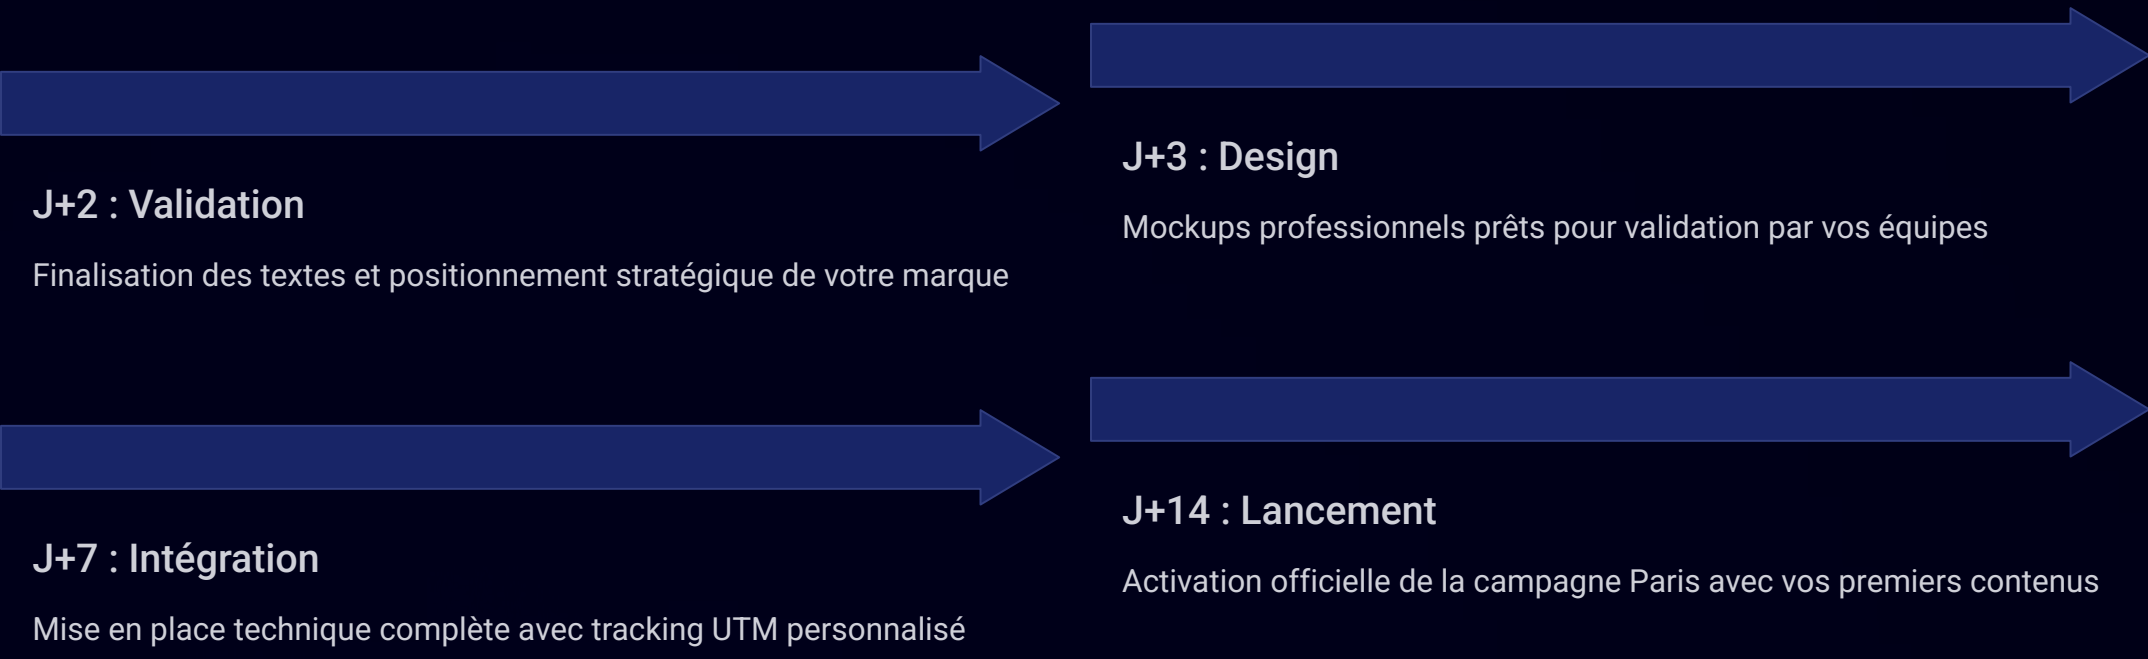 J+2 : Validation
Finalisation des textes et positionnement stratégique de votre marque
J+3 : Design
Mockups professionnels prêts pour validation par vos équipes
J+7 : Intégration
Mise en place technique complète avec tracking UTM personnalisé
J+14 : Lancement
Activation officielle de la campagne Paris avec vos premiers contenus